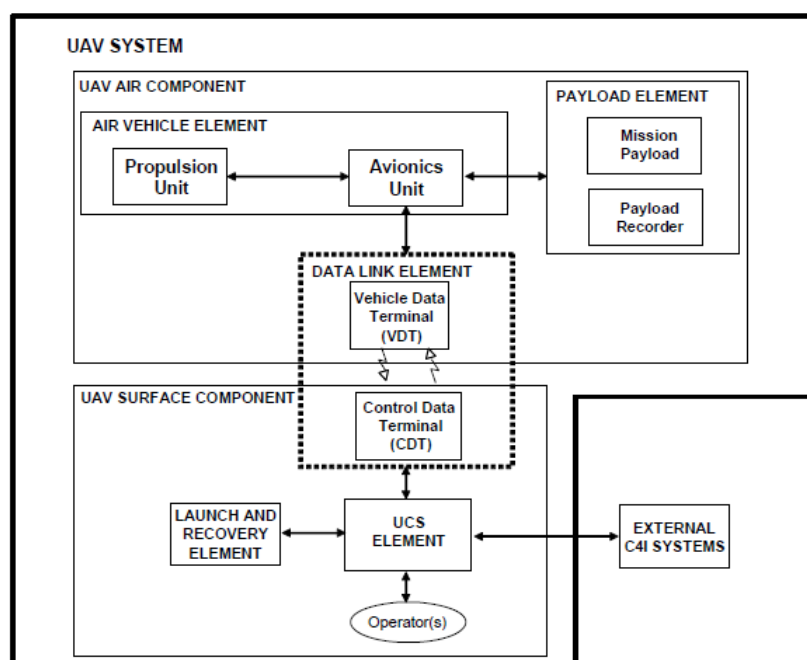 UAV SYSTEM
UAV AIR COMPONENT
PAYLOAD ELEMENT
AIR VEHICLE ELEMENT
Mission
Payload
Propulsion
Unit
Avionics
Unit
Payload
Recorder
DATA LINK ELEMENT
Vehicle Data
Terminal
(VDT)
UAV SURFACE COMPONENT
Control Data
Terminal
(CDT)
LAUNCH AND
RECOVERY
ELEMENT
UCS
ELEMENT
EXTERNAL
C4I SYSTEMS
Operator(s)